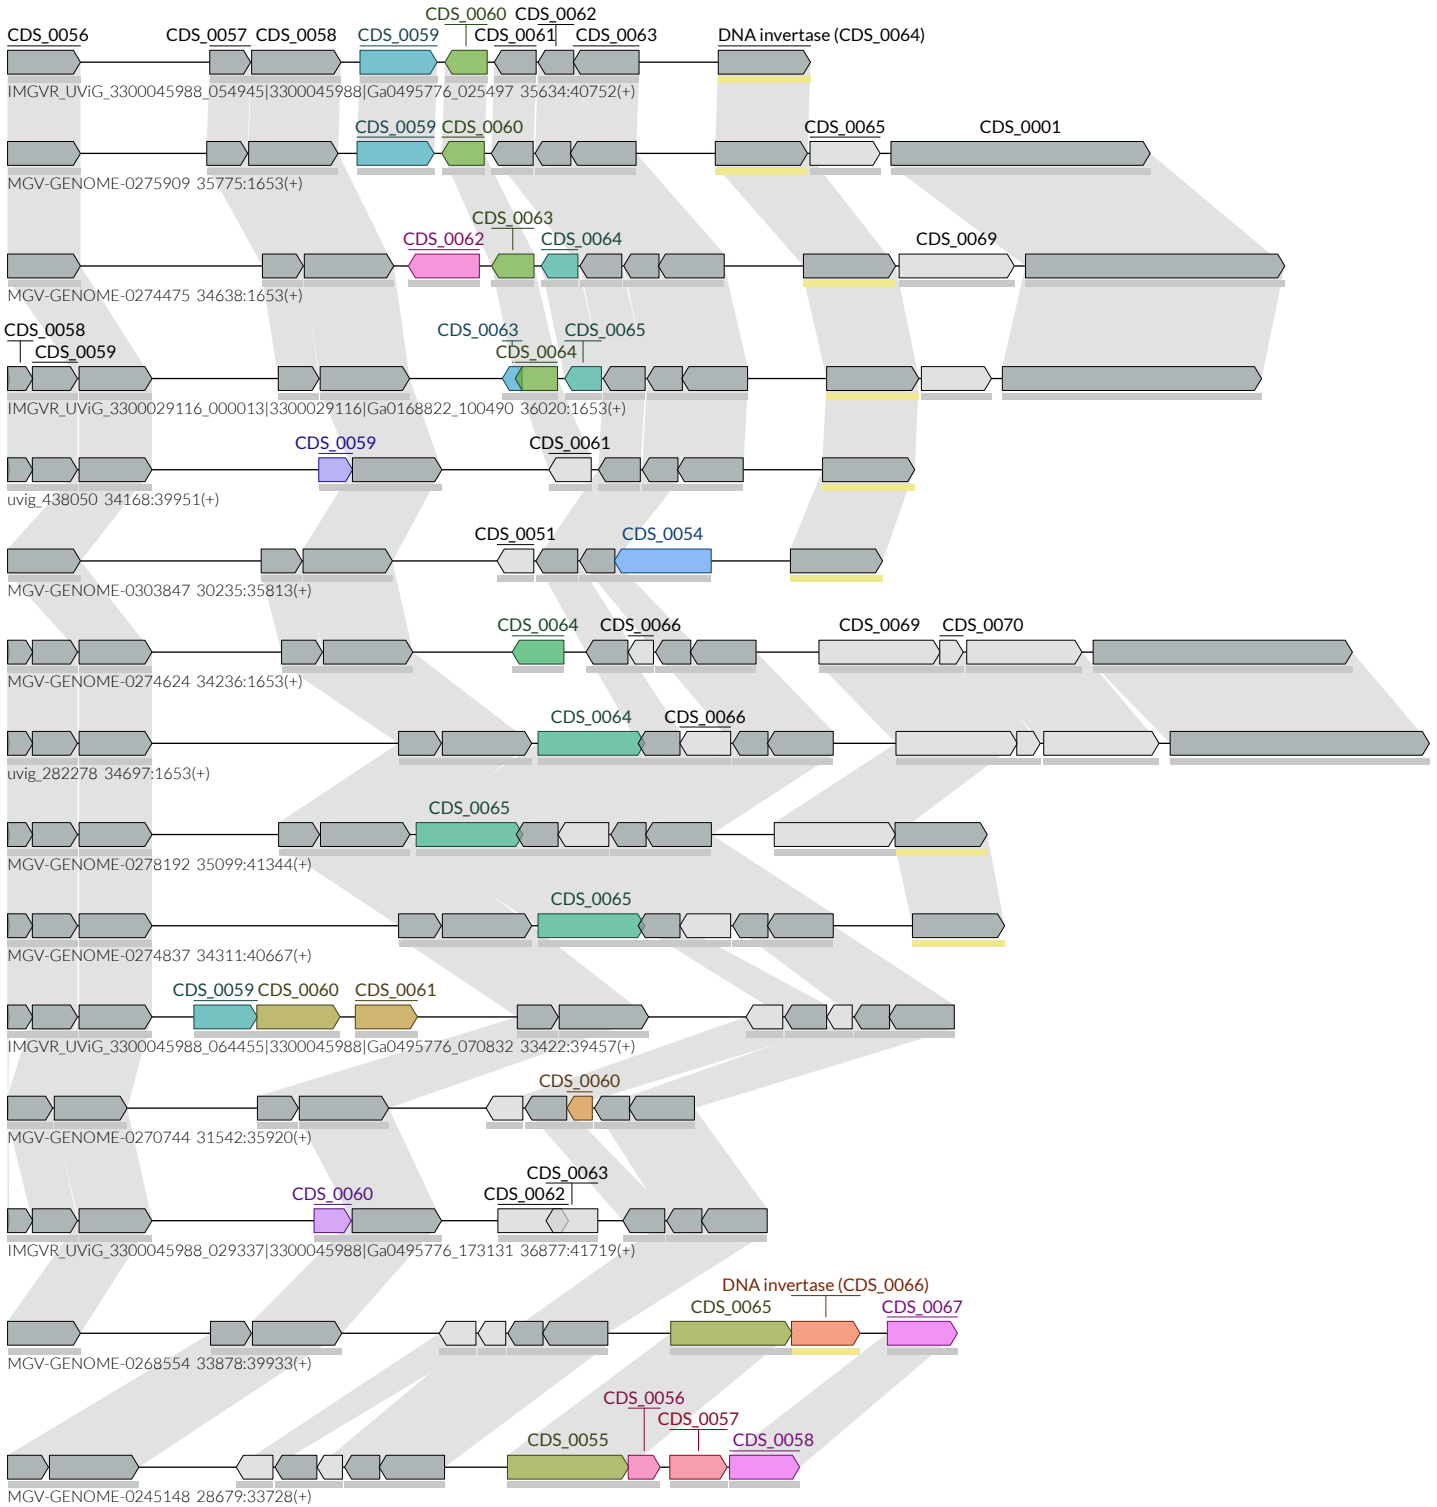 CDS_0060 CDS_0062
CDS_0056 CDS_0057 CDS_0058 CDS_0059 CDS_0061 CDS_0063 DNA invertase (CDS_0064)
IMGVR_UViG_3300045988_054945|3300045988|Ga0495776_025497 35634:40752(+)
CDS_0059 CDS_0060 CDS_0065 CDS_0001
MGV-GENOME-0275909 35775:1653(+)
CDS_0063
CDS_0062 CDS_0064 CDS_0069
MGV-GENOME-0274475 34638:1653(+)
CDS_0058 CDS_0063 CDS_0065
CDS_0059 CDS_0064
IMGVR_UViG_3300029116_000013|3300029116|Ga0168822_100490 36020:1653(+)
CDS_0059 CDS_0061
uvig_438050 34168:39951(+)
CDS_0051 CDS_0054
MGV-GENOME-0303847 30235:35813(+)
CDS_0064 CDS_0066 CDS_0069 CDS_0070
MGV-GENOME-0274624 34236:1653(+)
CDS_0064 CDS_0066
uvig_282278 34697:1653(+)
CDS_0065
MGV-GENOME-0278192 35099:41344(+)
CDS_0065
MGV-GENOME-0274837 34311:40667(+)
CDS_0059 CDS_0060 CDS_0061
IMGVR_UViG_3300045988_064455|3300045988|Ga0495776_070832 33422:39457(+)
CDS_0060
MGV-GENOME-0270744 31542:35920(+)
CDS_0063
CDS_0060 CDS_0062
IMGVR_UViG_3300045988_029337|3300045988|Ga0495776_173131 36877:41719(+)
DNA invertase (CDS_0066)
CDS_0065 CDS_0067
MGV-GENOME-0268554 33878:39933(+)
CDS_0056
CDS_0057
CDS_0055 CDS_0058
MGV-GENOME-0245148 28679:33728(+)